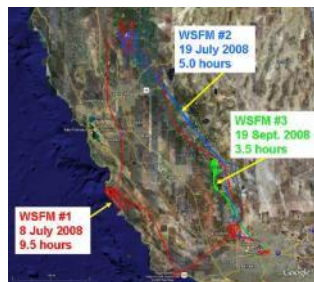 WSFM #2
19 July 2008
5.0 hours
WSFM #3
19 Sept. 2008
3.5 hours
WSFM #1
8 July 2008
9.5 hours